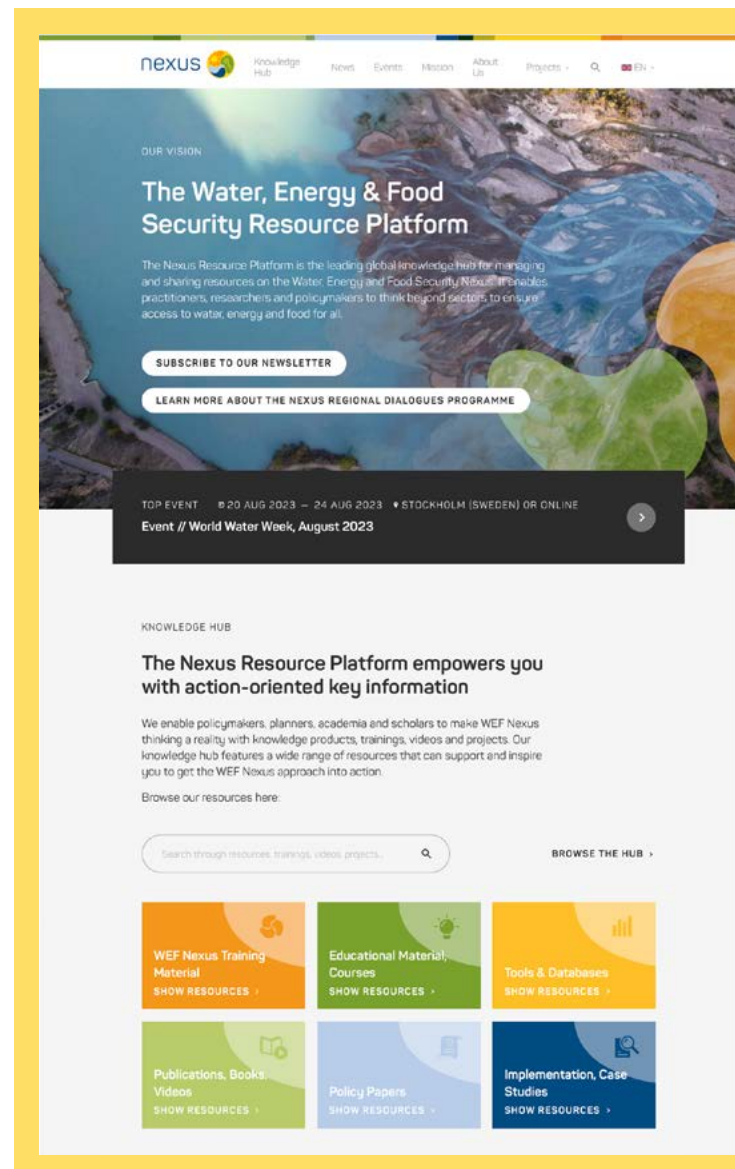 nexus
Knowledge
Hub
News
Events
Mission
About
Us
Projects
EN
OUR VISION
The Water, Energy & Food
Security Resource Platform
The Nexus Resource Platform is the leading global knowledge hub for managing
and sharing resources on the Water, Energy and Food Security Nexus. It enables
practitioners, researchers and policymakers to think beyond sectors to ensure
access to water, energy and food for all.
SUBSCRIBE TO OUR NEWSLETTER
LEARN MORE ABOUT THE NEXUS REGIONAL DIALOGUES PROGRAMME
TOP EVENT 20 AUG 2023 — 24 AUG 2023 STOCKHOLM (SWEDEN) OR ONLINE
Event // World Water Week, August 2023
KNOWLEDGE HUB
The Nexus Resource Platform empowers you
with action-oriented key information
We enable policymakers, planners, academia and scholars to make WEF Nexus
thinking a reality with knowledge products, trainings, videos and projects. Our
knowledge hub features a wide range of resources that can support and inspire
you to get the WEF Nexus approach into action.
Browse our resources here:
Search through resources, trainings, videos, projects...
BROWSE THE HUB ›
WEF Nexus Training
Material
SHOW RESOURCES ›
Educational Material,
Courses
SHOW RESOURCES ›
Tools & Databases
SHOW RESOURCES ›
Publications, Books,
Videos
SHOW RESOURCES ›
Policy Papers
SHOW RESOURCES ›
Implementation, Case
Studies
SHOW RESOURCES ›